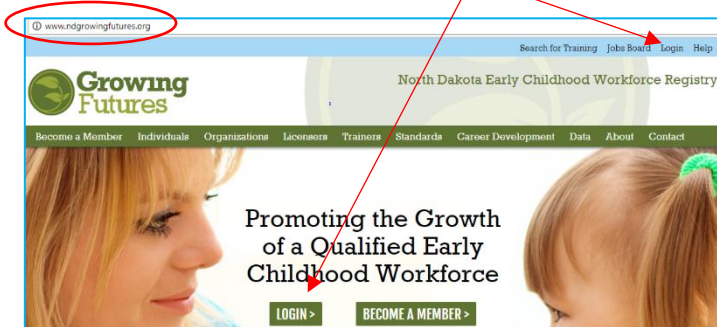 www.ndgrowingfutures.org
Search for Training Jobs Board Login Help
Growing
Futures
North Dakota Early Childhood Workforce Registry
Become a Member Individuals Organizations Licensers Trainers Standards Career Development Data About Contact
Promoting the Growth
of a Qualified Early
Childhood Workforce
LOGIN >
BECOME A MEMBER >